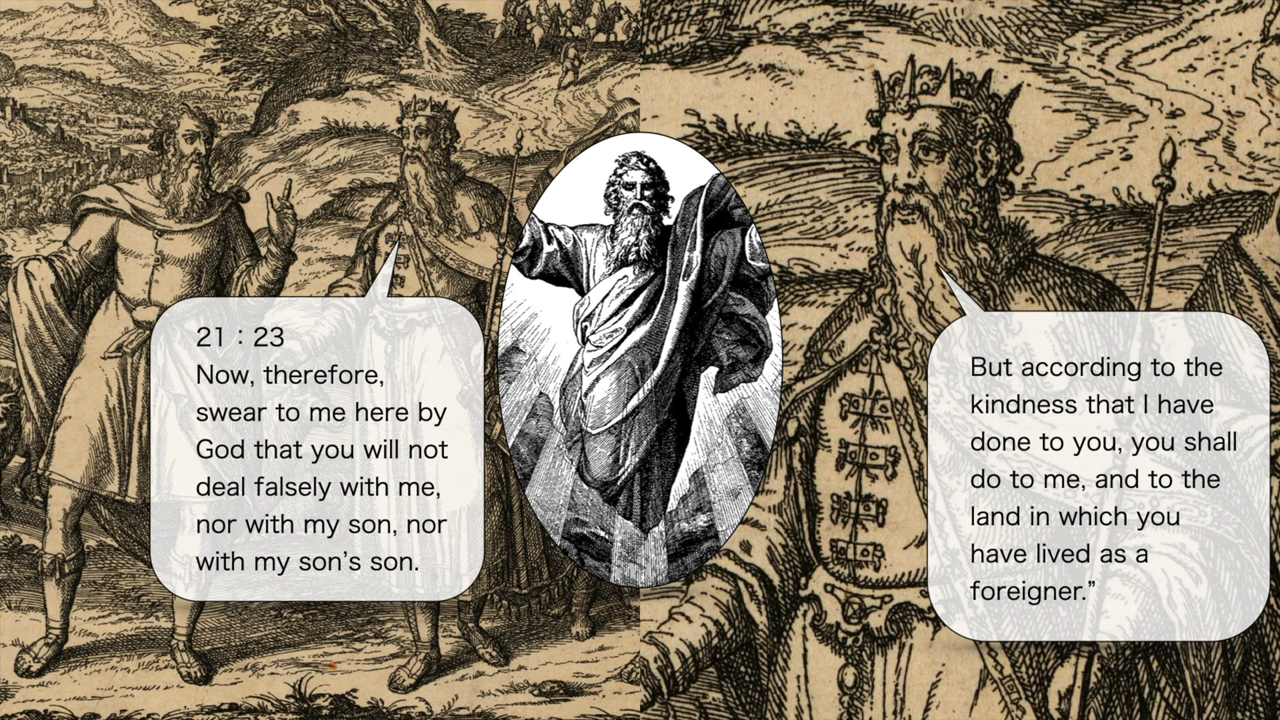 21：23
Now, therefore,
swear to me here by
God that you will not
deal falsely with me,
nor with my son, nor
with my son’s son.
But according to the
kindness that I have
done to you, you shall
do to me, and to the
land in which you
have lived as a
foreigner.”